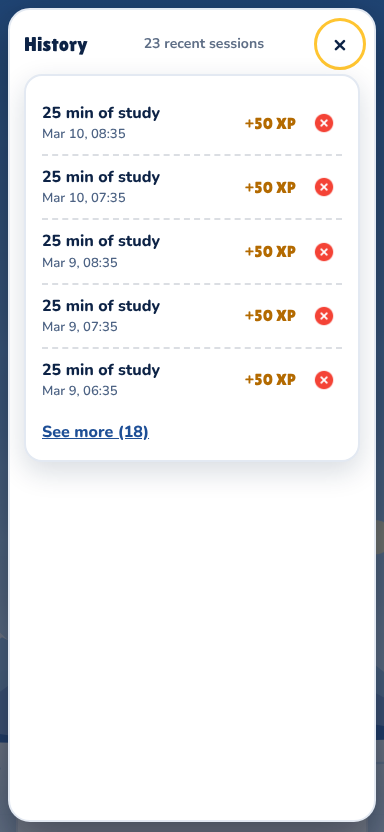 History
23 recent sessions
25 min of study
Mar 10, 08:35
+50 XP
25 min of study
Mar 10, 07:35
+50 XP
25 min of study
Mar 9, 08:35
+50 XP
25 min of study
Mar 9, 07:35
+50 XP
25 min of study
Mar 9, 06:35
+50 XP
See more (18)